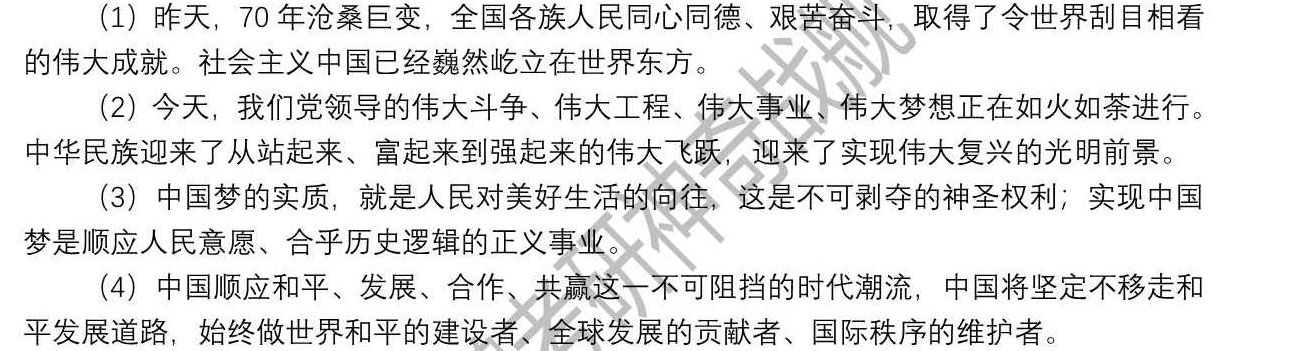 （1）昨天，70 年沧桑巨变，全国各族人民同心同德、艰苦奋斗，取得了令世界刮目相看
的伟大成就。社会主义中国已经巍然屹立在世界东方。
（2）今天，我们党领导的伟大斗争、伟大工程、伟大事业、伟大梦想正在如火如荼进行。
中华民族迎来了从站起来、富起来到强起来的伟大飞跃，迎来了实现伟大复兴的光明前景。
（3）中国梦的实质，就是人民对美好生活的向往，这是不可剥夺的神圣权利；实现中国
梦是顺应人民意愿、合乎历史逻辑的正义事业。
（4）中国顺应和平、发展、合作、共赢这一不可阻挡的时代潮流，中国将坚定不移走和
平发展道路，始终做世界和平的建设者、全球发展的贡献者、国际秩序的维护者。
考研神奇战舰